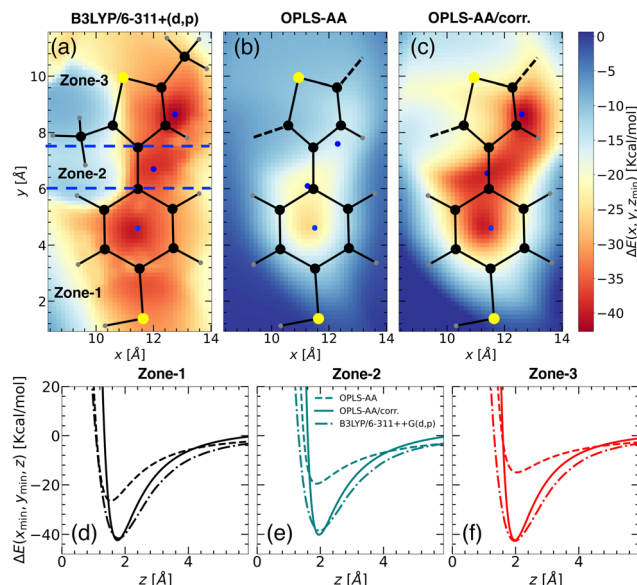 B3LYP/6-311+(d,p) OPLS-AA OPLS-AA/corr.
(a) (b) (c)
Zone-3
Zone-2
Zone-1
y [Å]
10
8
6
4
2
10 12 14
x [Å]
10 12 14
x [Å]
10 12 14
x [Å]
0
−5
−10
−15
−20
−25
−30
−35
−40
ΔE(x, y, zmin) [Kcal/mol]
Zone-1 Zone-2 Zone-3
ΔE(xmin, ymin, z) [Kcal/mol]
20
0
−20
−40
OPLS-AA
OPLS-AA/corr.
B3LYP/6-311++G(d,p)
(d) (e) (f)
0 2 4
z [Å]
0 2 4
z [Å]
0 2 4
z [Å]